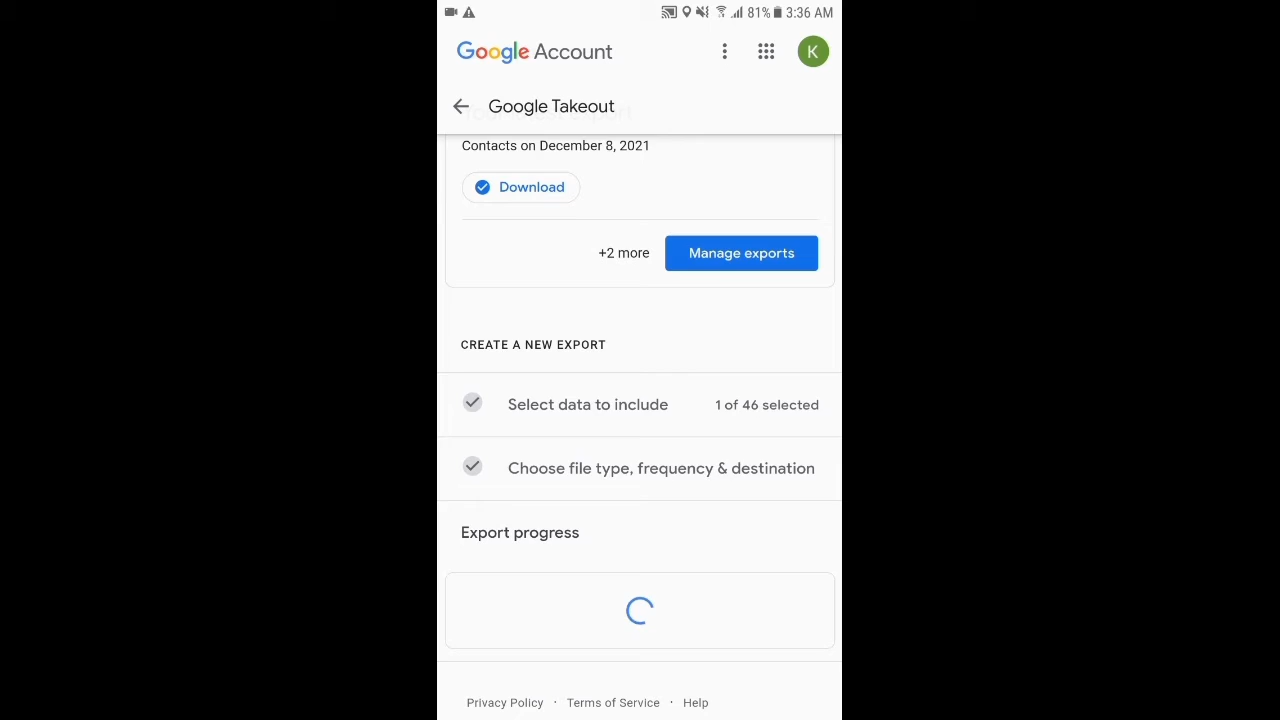 81% 3:36 AM
Google Account
K
Google Takeout
Contacts on December 8, 2021
Download
+2 more
Manage exports
CREATE A NEW EXPORT
Select data to include
1 of 46 selected
Choose file type, frequency & destination
Export progress
Privacy Policy · Terms of Service · Help